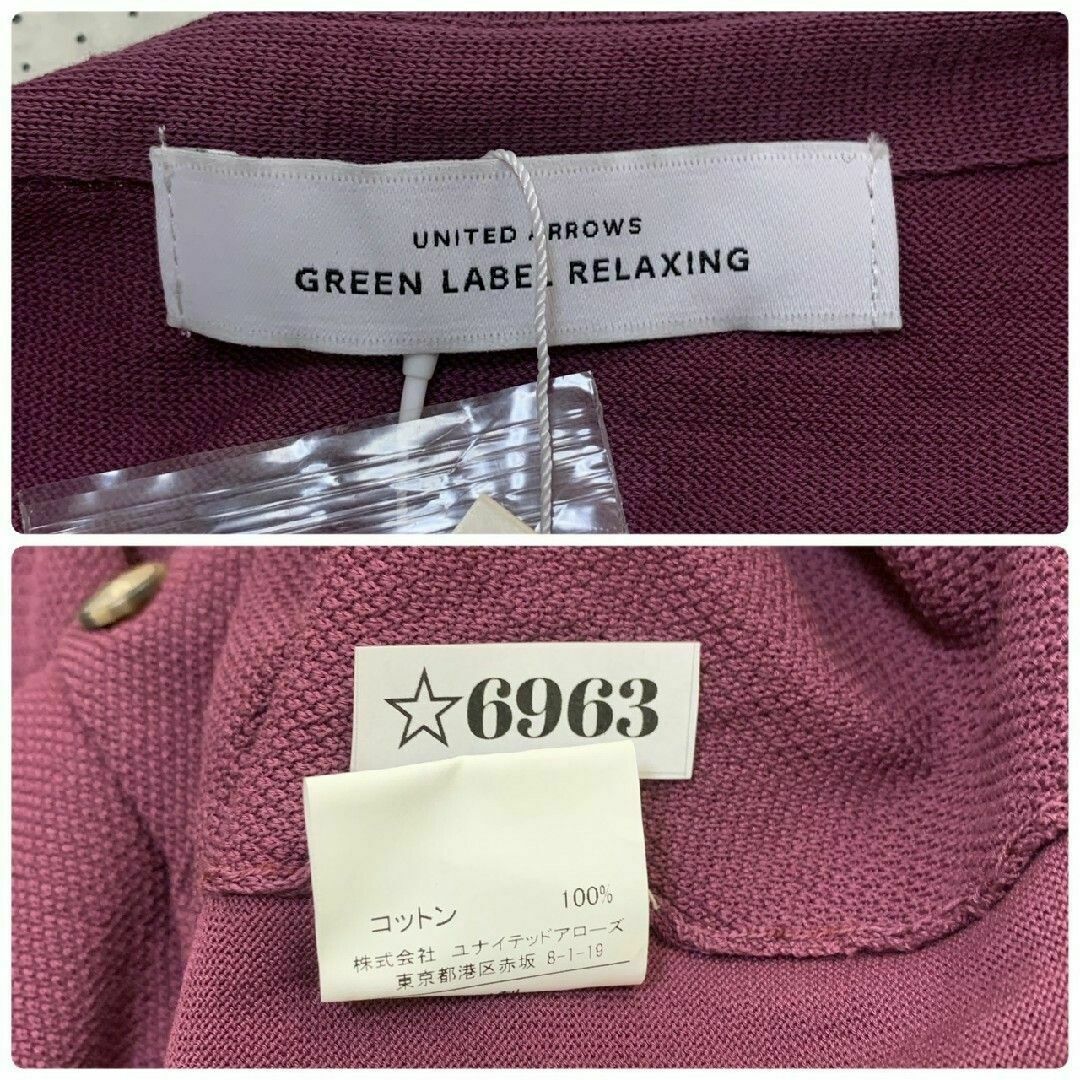 UNITED ARROWS
GREEN LABEL RELAXING
☆6963
コットン 100%
株式会社 ユナイテッドアローズ
東京都港区赤坂 8-1-19